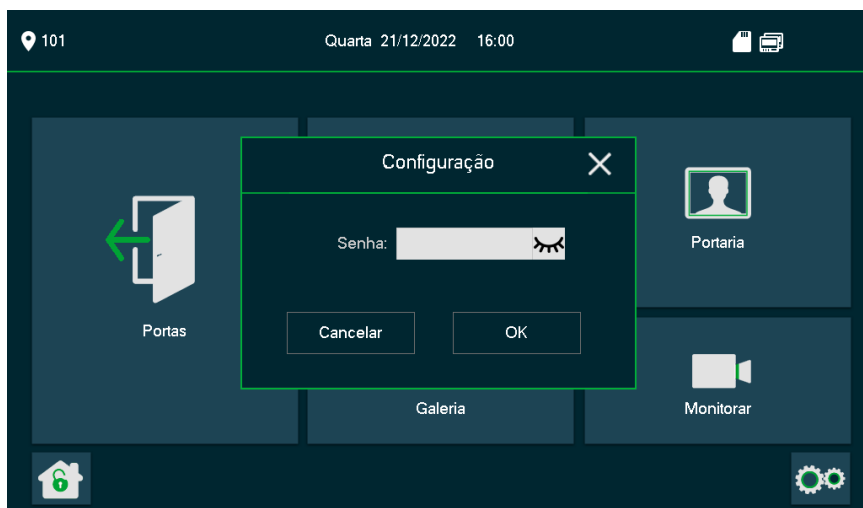 101
Quarta 21/12/2022 16:00
Configuração
Senha:
Cancelar
OK
Portas
Galeria
Portaria
Monitorar